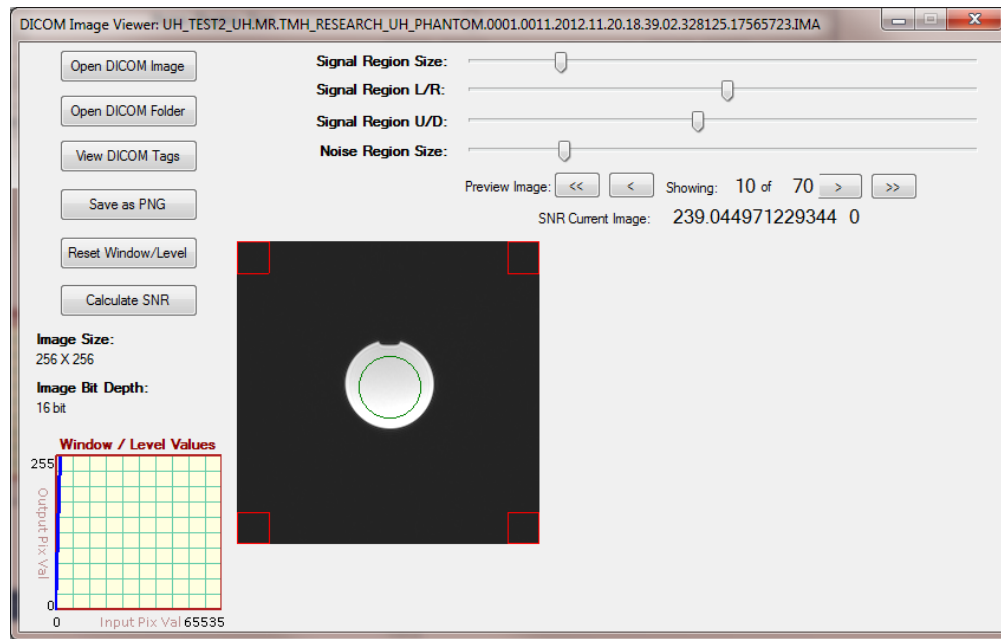 DICOM Image Viewer: UH_TEST2_UH.MR.TMH_RESEARCH_UH_PHANTOM.0001.0011.2012.11.20.18.39.02.328125.17565723.IMA
Open DICOM Image
Open DICOM Folder
View DICOM Tags
Save as PNG
Reset Window/Level
Calculate SNR
Signal Region Size:
Signal Region L/R:
Signal Region U/D:
Noise Region Size:
Preview Image: << < Showing: 10 of 70 > >>
SNR Current Image: 239.044971229344 0
Image Size:
256 X 256
Image Bit Depth:
16 bit
Window / Level Values
255
Output Pix Val
0
0 Input Pix Val 65535